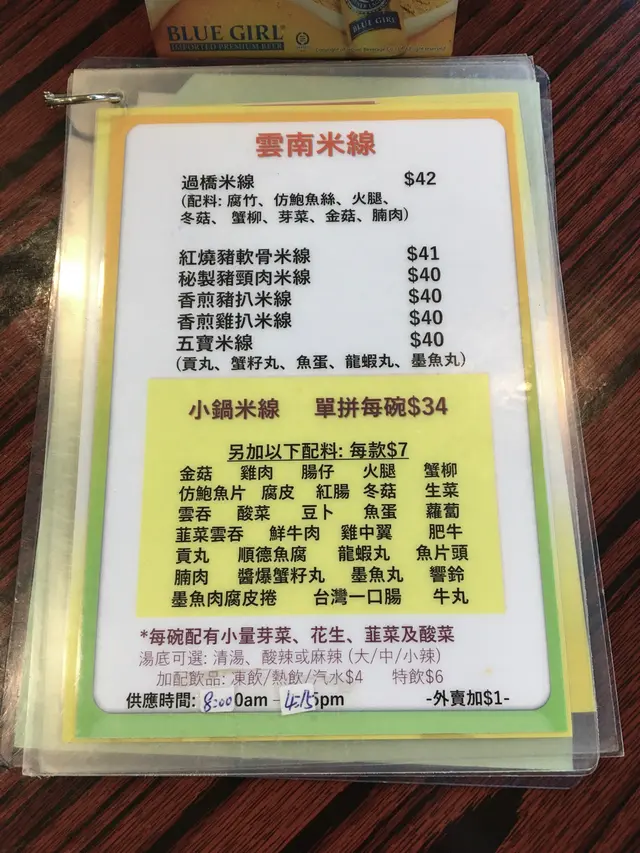 BLUE GIRL
IMPORTED PREMIUM BEER
BLUE GIRL
雲南米線
過橋米線 $42
(配料: 腐竹、仿鮑魚絲、火腿、
冬菇、 蟹柳、芽菜、金菇、腩肉)
紅燒豬軟骨米線 $41
秘製豬頸肉米線 $40
香煎豬扒米線 $40
香煎雞扒米線 $40
五寶米線 $40
(貢丸、蟹籽丸、魚蛋、龍蝦丸、墨魚丸)
小鍋米線 單拼每碗$34
另加以下配料: 每款$7
金菇 雞肉 腸仔 火腿 蟹柳
仿鮑魚片 腐皮 紅腸 冬菇 生菜
雲吞 酸菜 豆卜 魚蛋 蘿蔔
韮菜雲吞 鮮牛肉 雞中翼 肥牛
貢丸 順德魚腐 龍蝦丸 魚片頭
腩肉 醬爆蟹籽丸 墨魚丸 響鈴
墨魚肉腐皮捲 台灣一口腸 牛丸
*每碗配有小量芽菜、花生、韮菜及酸菜
湯底可選: 清湯、酸辣或麻辣 (大/中/小辣)
加配飲品: 凍飲/熱飲/汽水$4 特飲$6
供應時間: 8:00am - 4:15pm -外賣加$1-